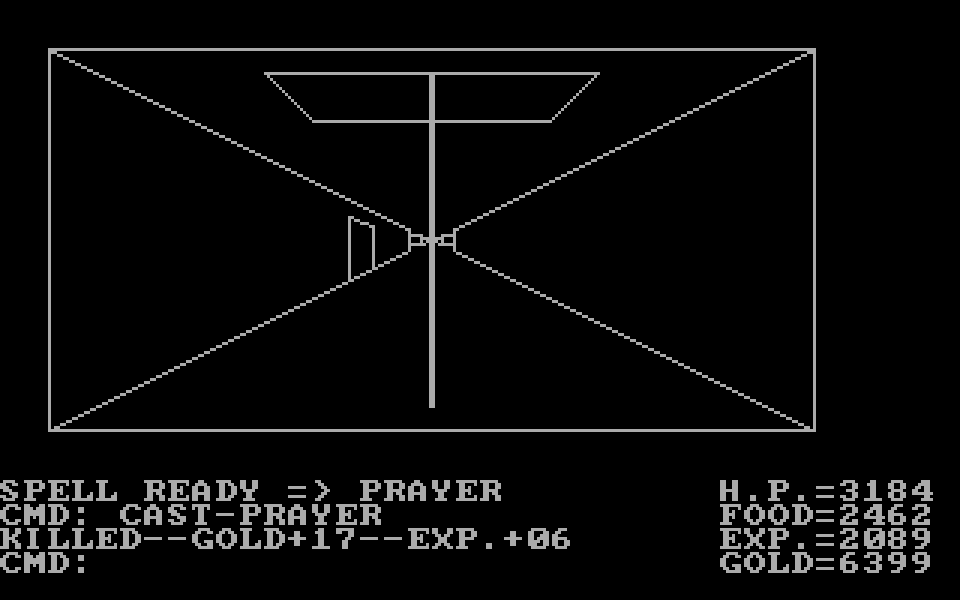 SPELL READY => PRAYER H.P.=3184
CMD: CAST-PRAYER FOOD=2462
KILLED--GOLD+17--EXP.+06 EXP.=2089
CMD: GOLD=6399